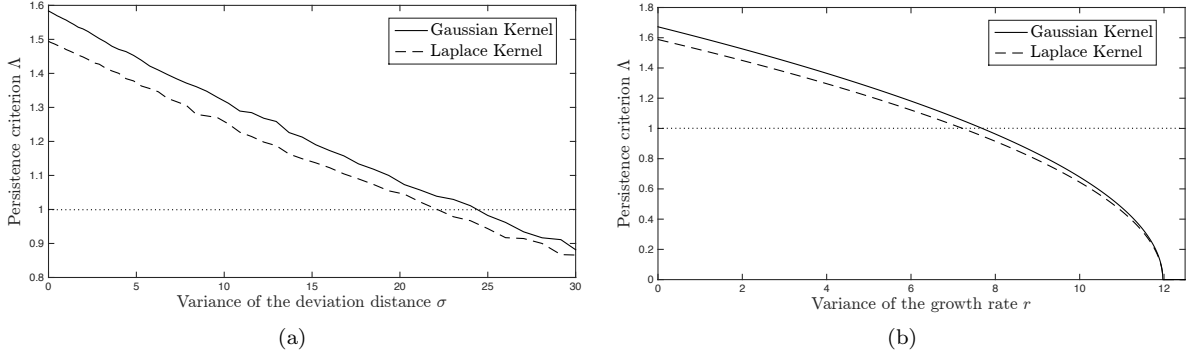 1.6
1.5
1.4
1.3
1.2
1.1
1
0.9
0.8
Persistence criterion Λ
Gaussian Kernel
Laplace Kernel
0 5 10 15 20 25 30
Variance of the deviation distance σ
(a)
1.8
1.6
1.4
1.2
1
0.8
0.6
0.4
0.2
0
Persistence criterion Λ
Gaussian Kernel
Laplace Kernel
0 2 4 6 8 10 12
Variance of the growth rate r
(b)